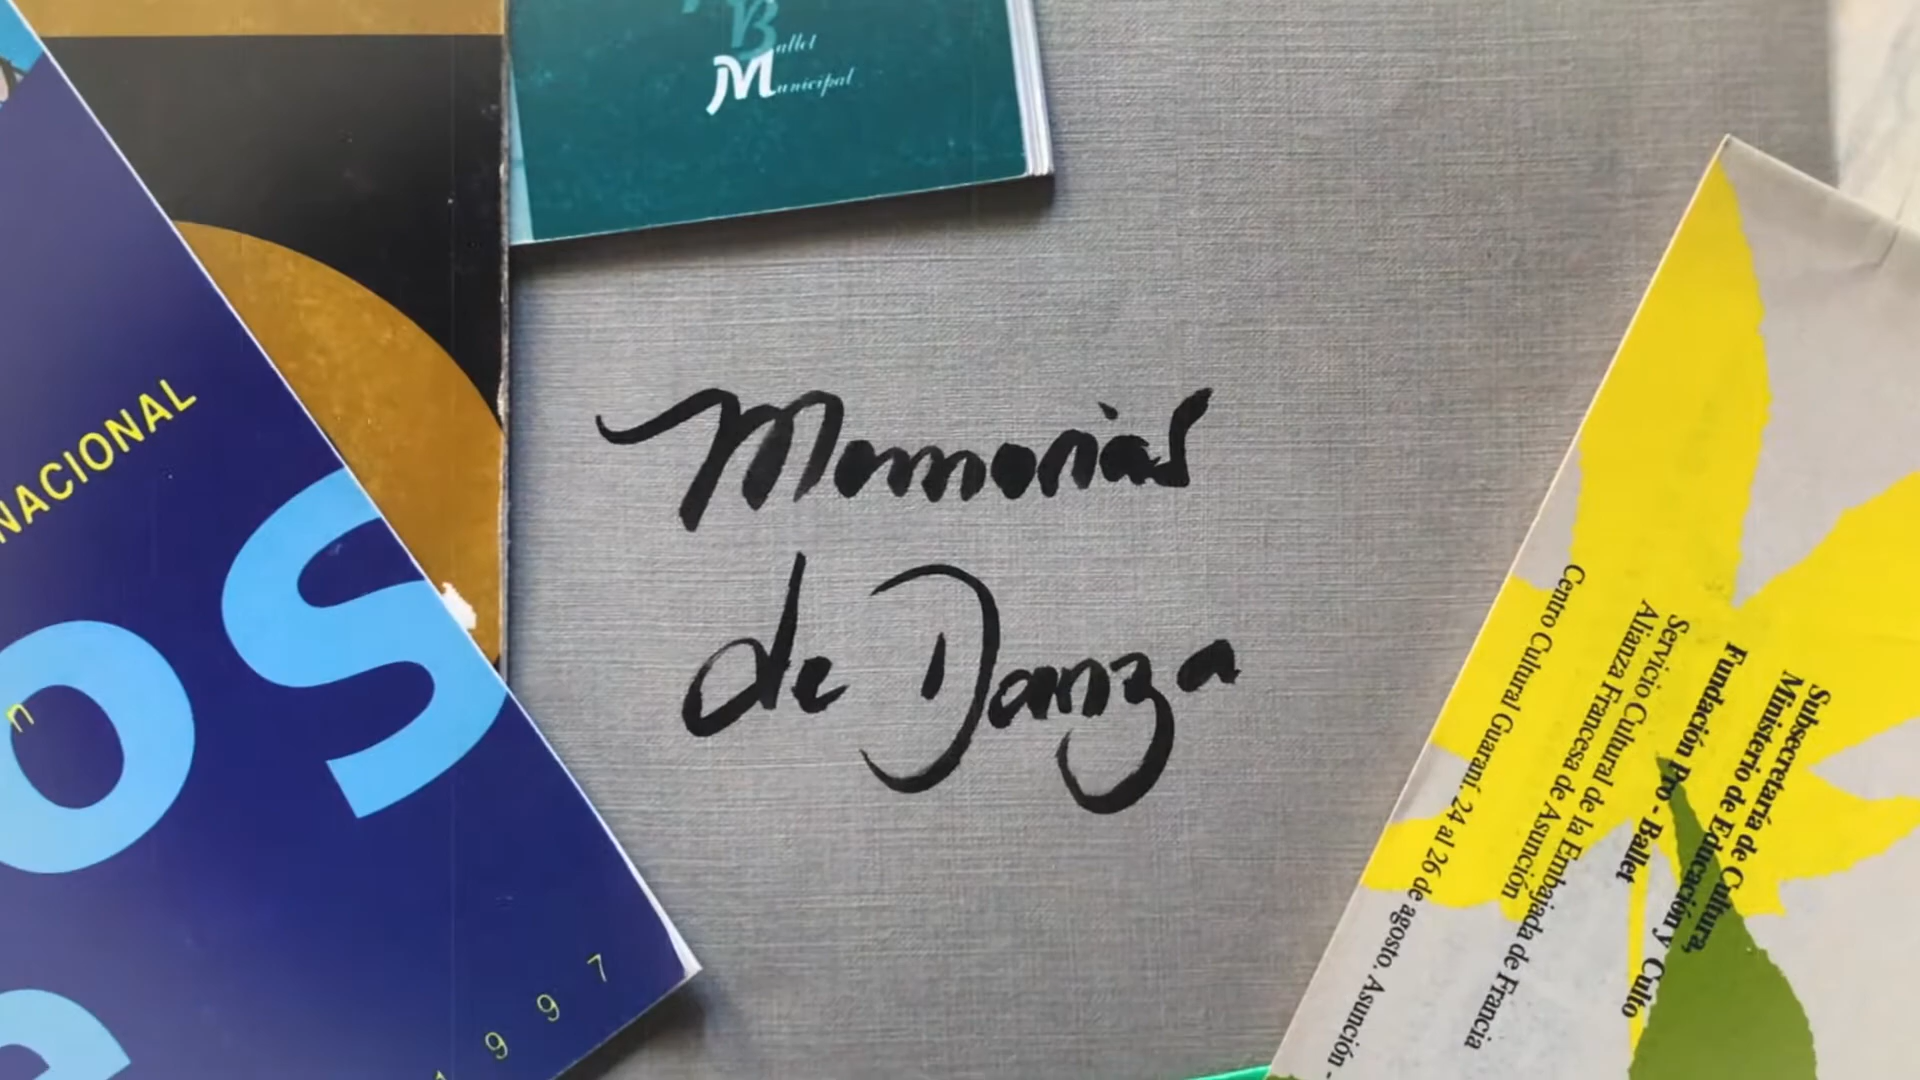 Ballet
Municipal
NACIONAL
os
n
1997
Memorias
de Danza
Subsecretaría de Cultura,
Ministerio de Educación y Culto
Fundación Pro - Ballet
Servicio Cultural de la Embajada de Francia
Alianza Francesa de Asunción
Centro Cultural Guaraní. 24 al 26 de agosto. Asunción -